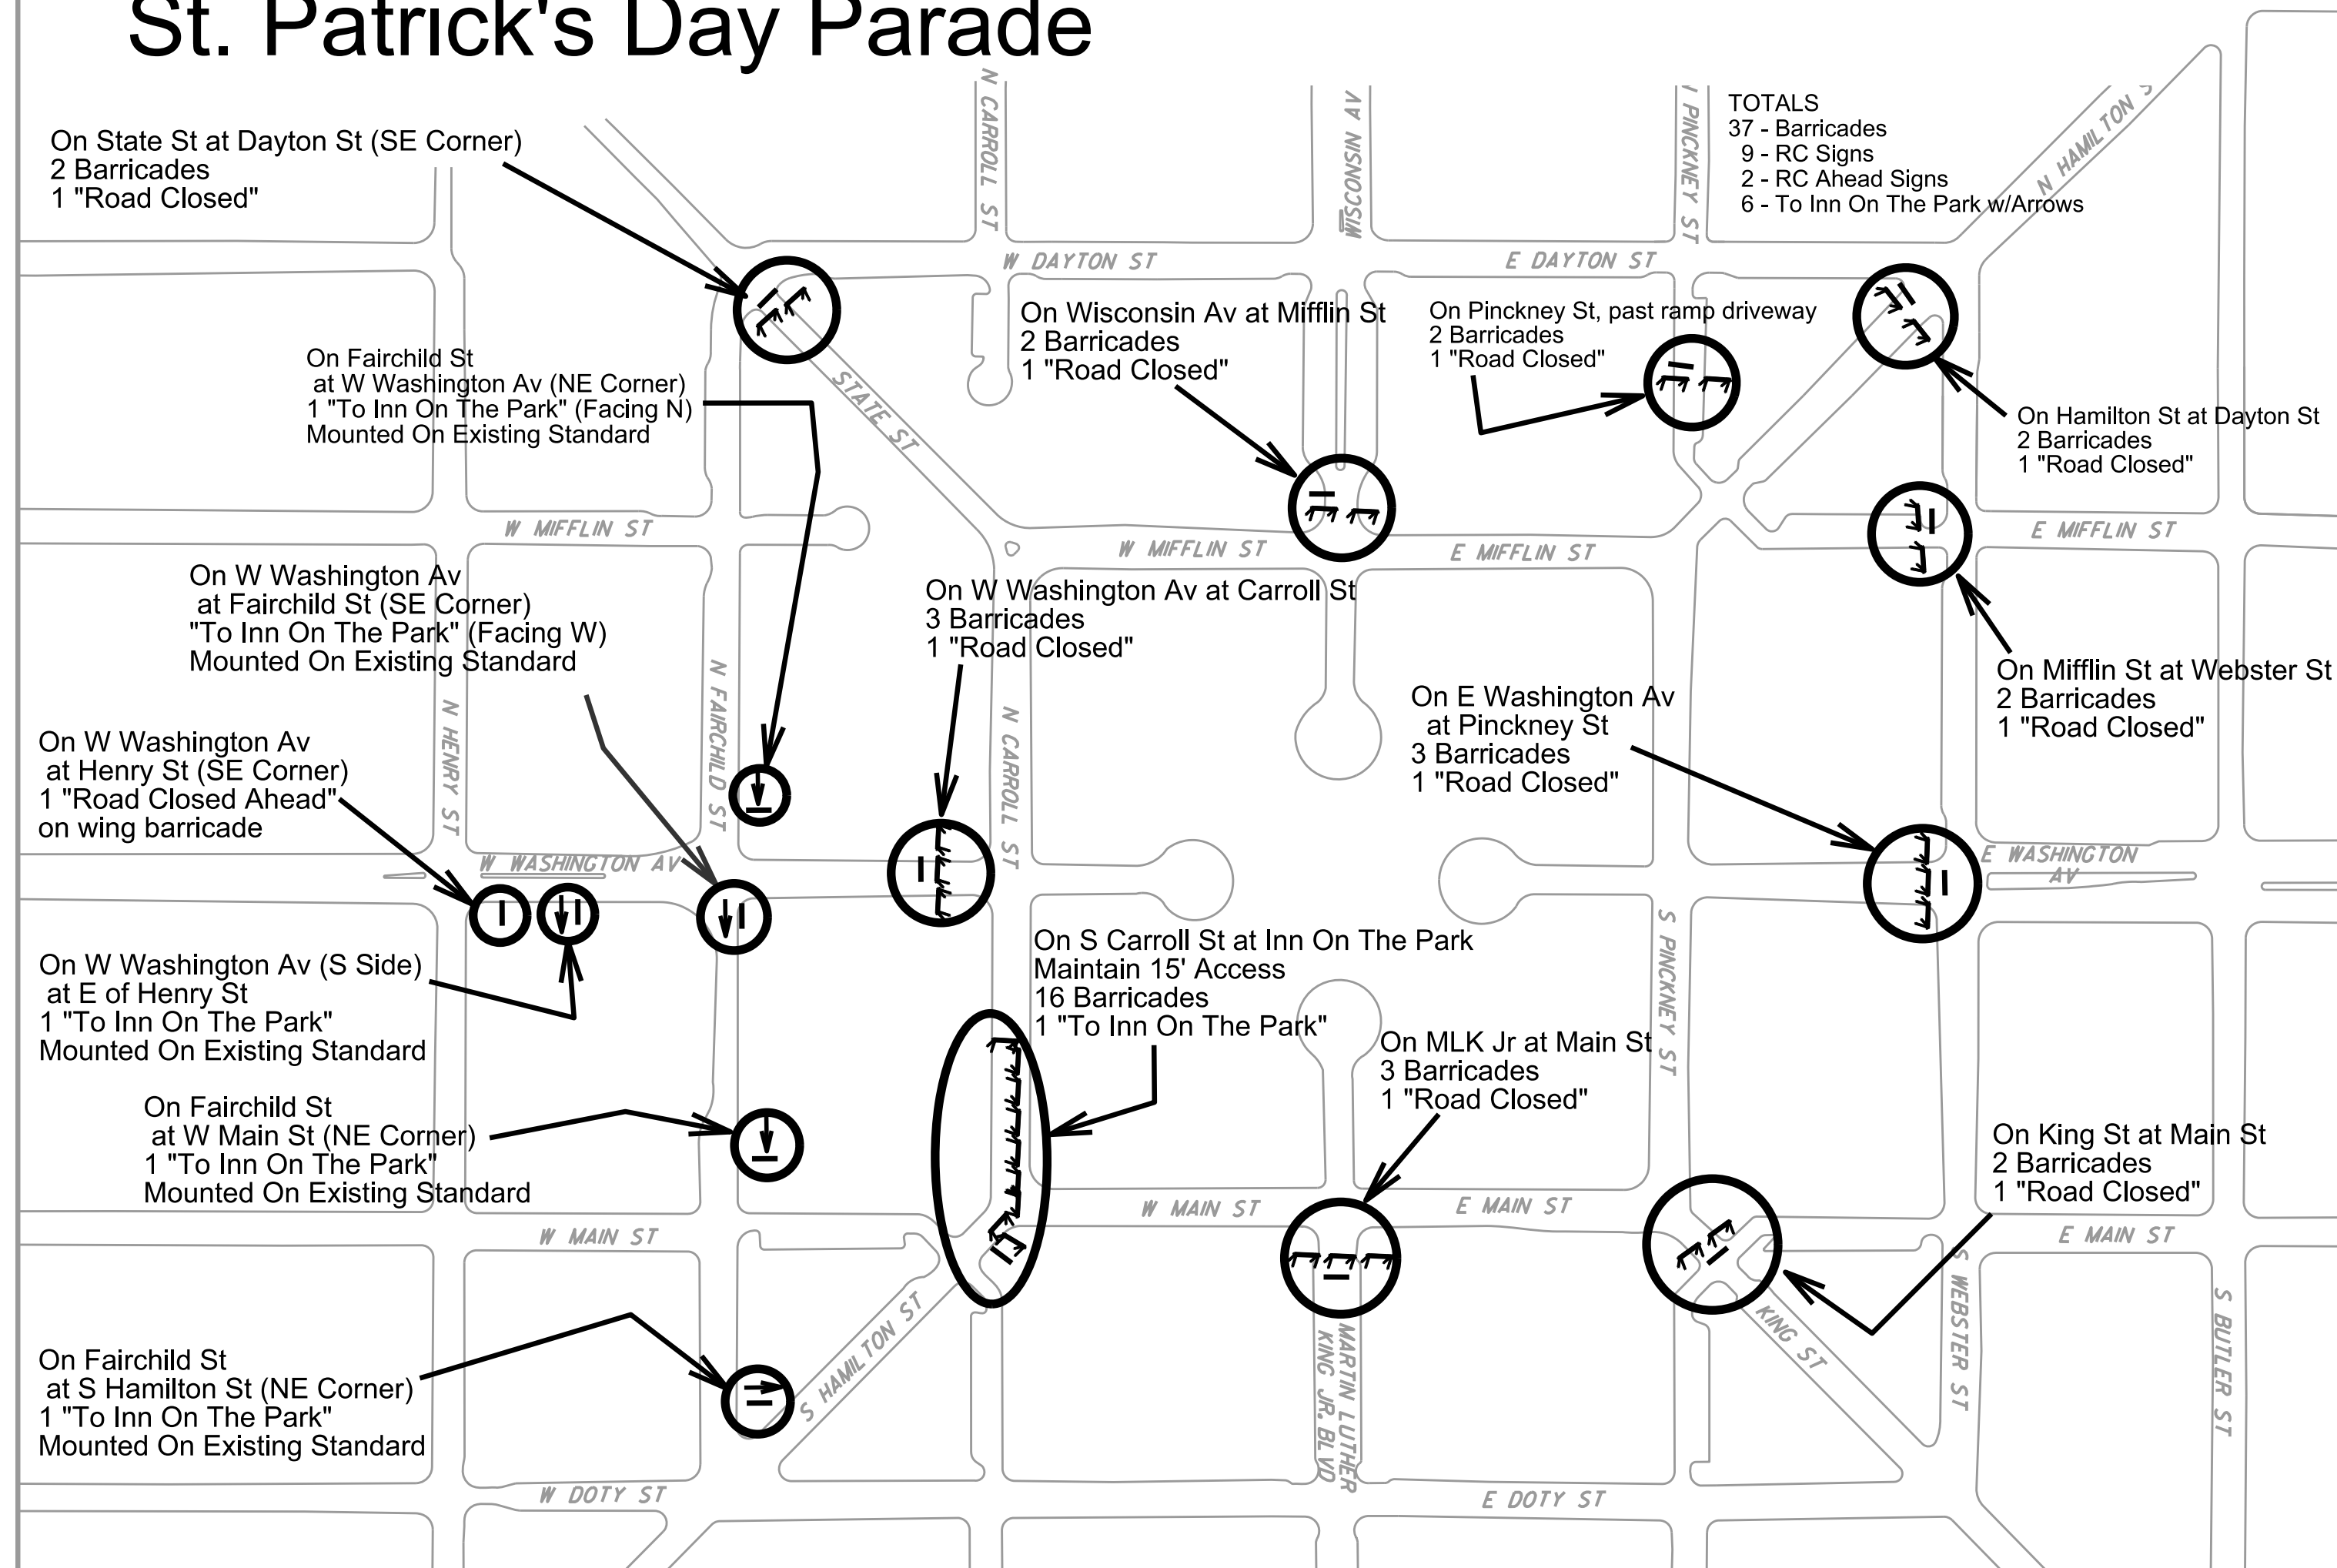 St. Patrick's Day Parade
TOTALS
37 - Barricades
9 - RC Signs
2 - RC Ahead Signs
6 - To Inn On The Park w/Arrows
On State St at Dayton St (SE Corner)
2 Barricades
1 "Road Closed"
On Fairchild St
at W Washington Av (NE Corner)
1 "To Inn On The Park" (Facing N)
Mounted On Existing Standard
On Wisconsin Av at Mifflin St
2 Barricades
1 "Road Closed"
On Pinckney St, past ramp driveway
2 Barricades
1 "Road Closed"
On Hamilton St at Dayton St
2 Barricades
1 "Road Closed"
On W Washington Av
at Fairchild St (SE Corner)
"To Inn On The Park" (Facing W)
Mounted On Existing Standard
On W Washington Av at Carroll St
3 Barricades
1 "Road Closed"
On E Washington Av
at Pinckney St
3 Barricades
1 "Road Closed"
On Mifflin St at Webster St
2 Barricades
1 "Road Closed"
On W Washington Av
at Henry St (SE Corner)
1 "Road Closed Ahead"
on wing barricade
On W Washington Av (S Side)
at E of Henry St
1 "To Inn On The Park"
Mounted On Existing Standard
On S Carroll St at Inn On The Park
Maintain 15' Access
16 Barricades
1 "To Inn On The Park"
On MLK Jr at Main St
3 Barricades
1 "Road Closed"
On Fairchild St
at W Main St (NE Corner)
1 "To Inn On The Park"
Mounted On Existing Standard
On King St at Main St
2 Barricades
1 "Road Closed"
On Fairchild St
at S Hamilton St (NE Corner)
1 "To Inn On The Park"
Mounted On Existing Standard
N CARROLL ST
WISCONSIN AV
PINCKNEY ST
N HAMILTON
W DAYTON ST
E DAYTON ST
STATE ST
W MIFFLIN ST
W MIFFLIN ST
E MIFFLIN ST
E MIFFLIN ST
N HENRY ST
N FAIRCHILD ST
N CARROLL ST
W WASHINGTON AV
E WASHINGTON
AV
S PINCKNEY ST
W MAIN ST
W MAIN ST
E MAIN ST
E MAIN ST
S HAMILTON ST
MARTIN LUTHER
KING JR. BLVD
KING ST
S WEBSTER ST
S BUTLER ST
W DOTY ST
E DOTY ST